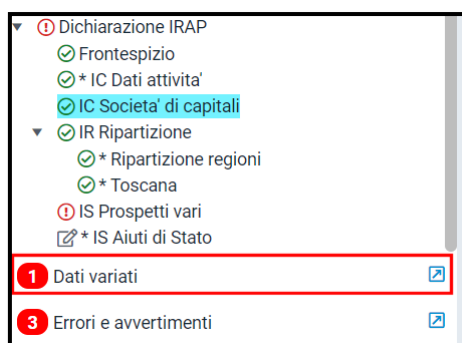 Dichiarazione IRAP
Frontespizio
* IC Dati attivita'
IC Societa' di capitali
IR Ripartizione
* Ripartizione regioni
* Toscana
IS Prospetti vari
* IS Aiuti di Stato
1 Dati variati
3 Errori e avvertimenti